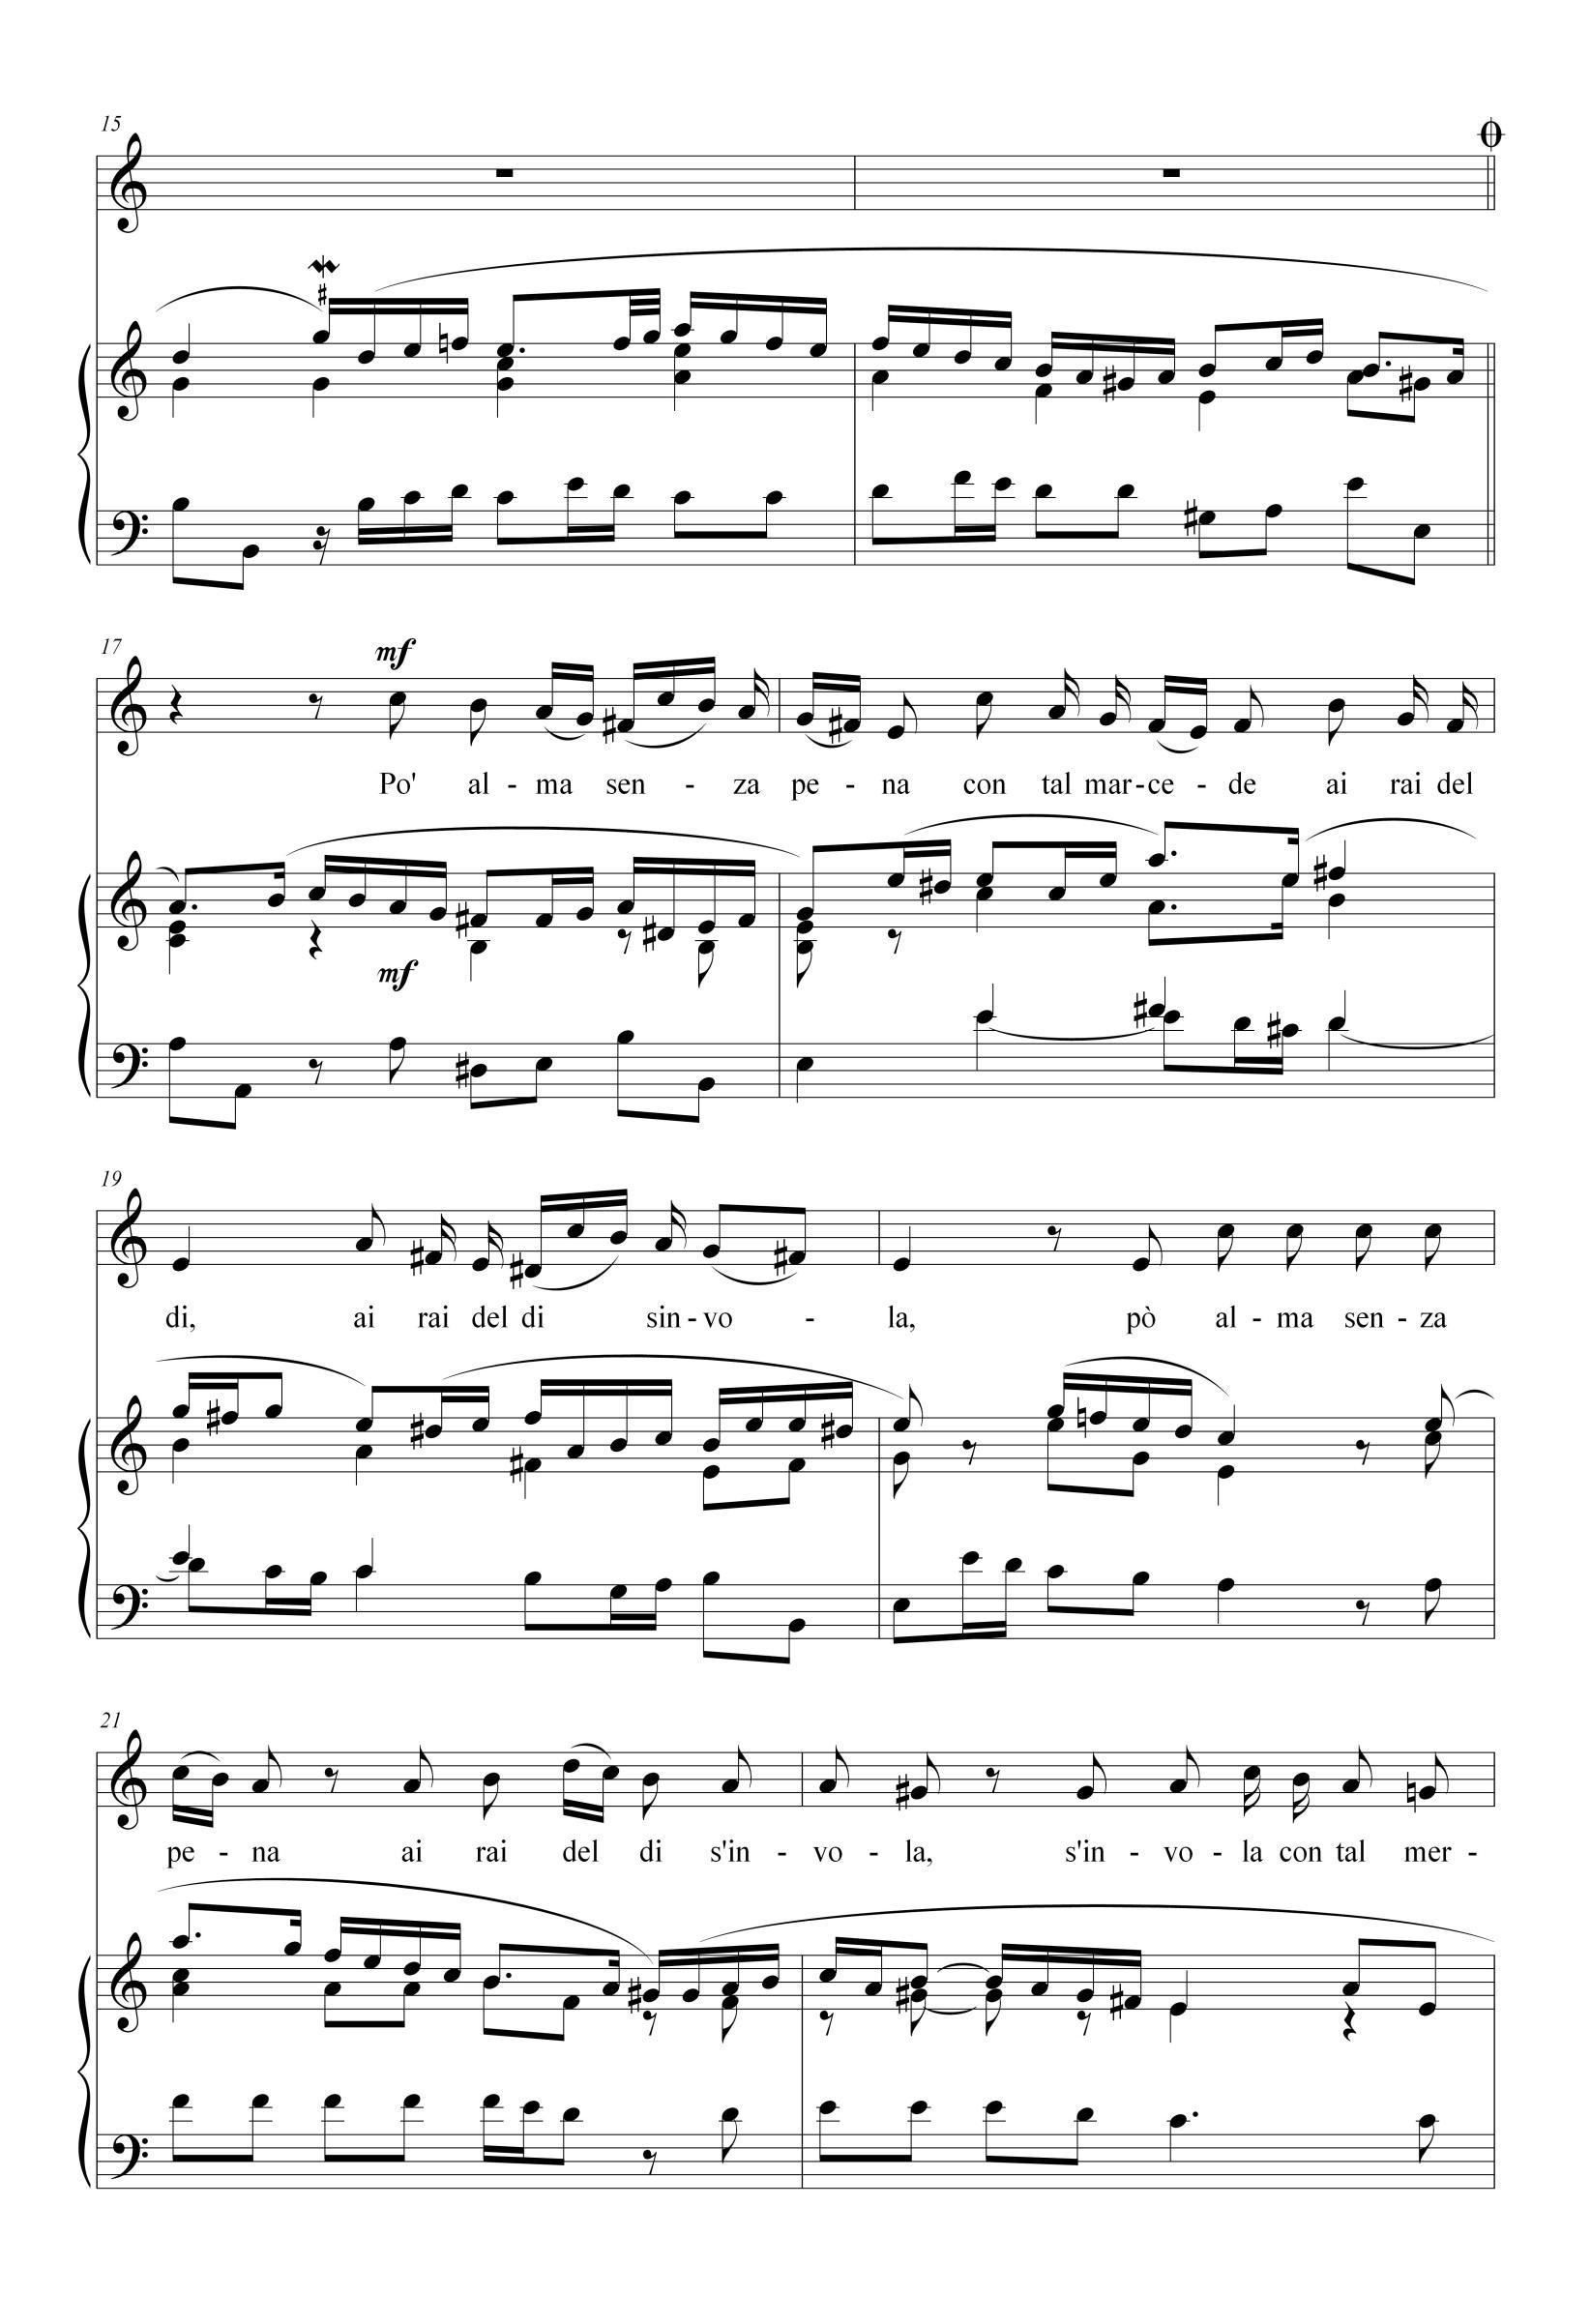 15
17
mf
Po' al - ma sen - za pe - na con tal mar - ce - de ai rai del
mf
19
di, ai rai del di sin - vo - la, pò al - ma sen - za
21
pe - na ai rai del di s'in - vo - la, s'in - vo - la con tal mer -